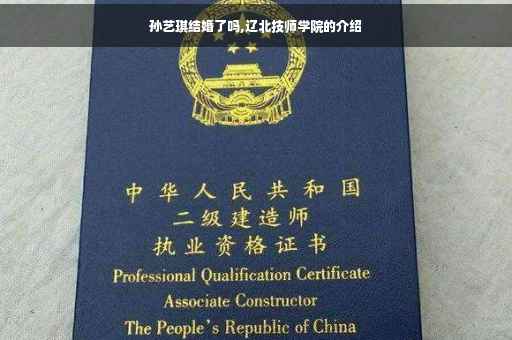 孙艺琪结婚了吗,辽北技师学院的介绍
中华人民共和国
二级建造师
执业资格证书
Professional Qualification Certificate
Associate Constructor
The People's Republic of China